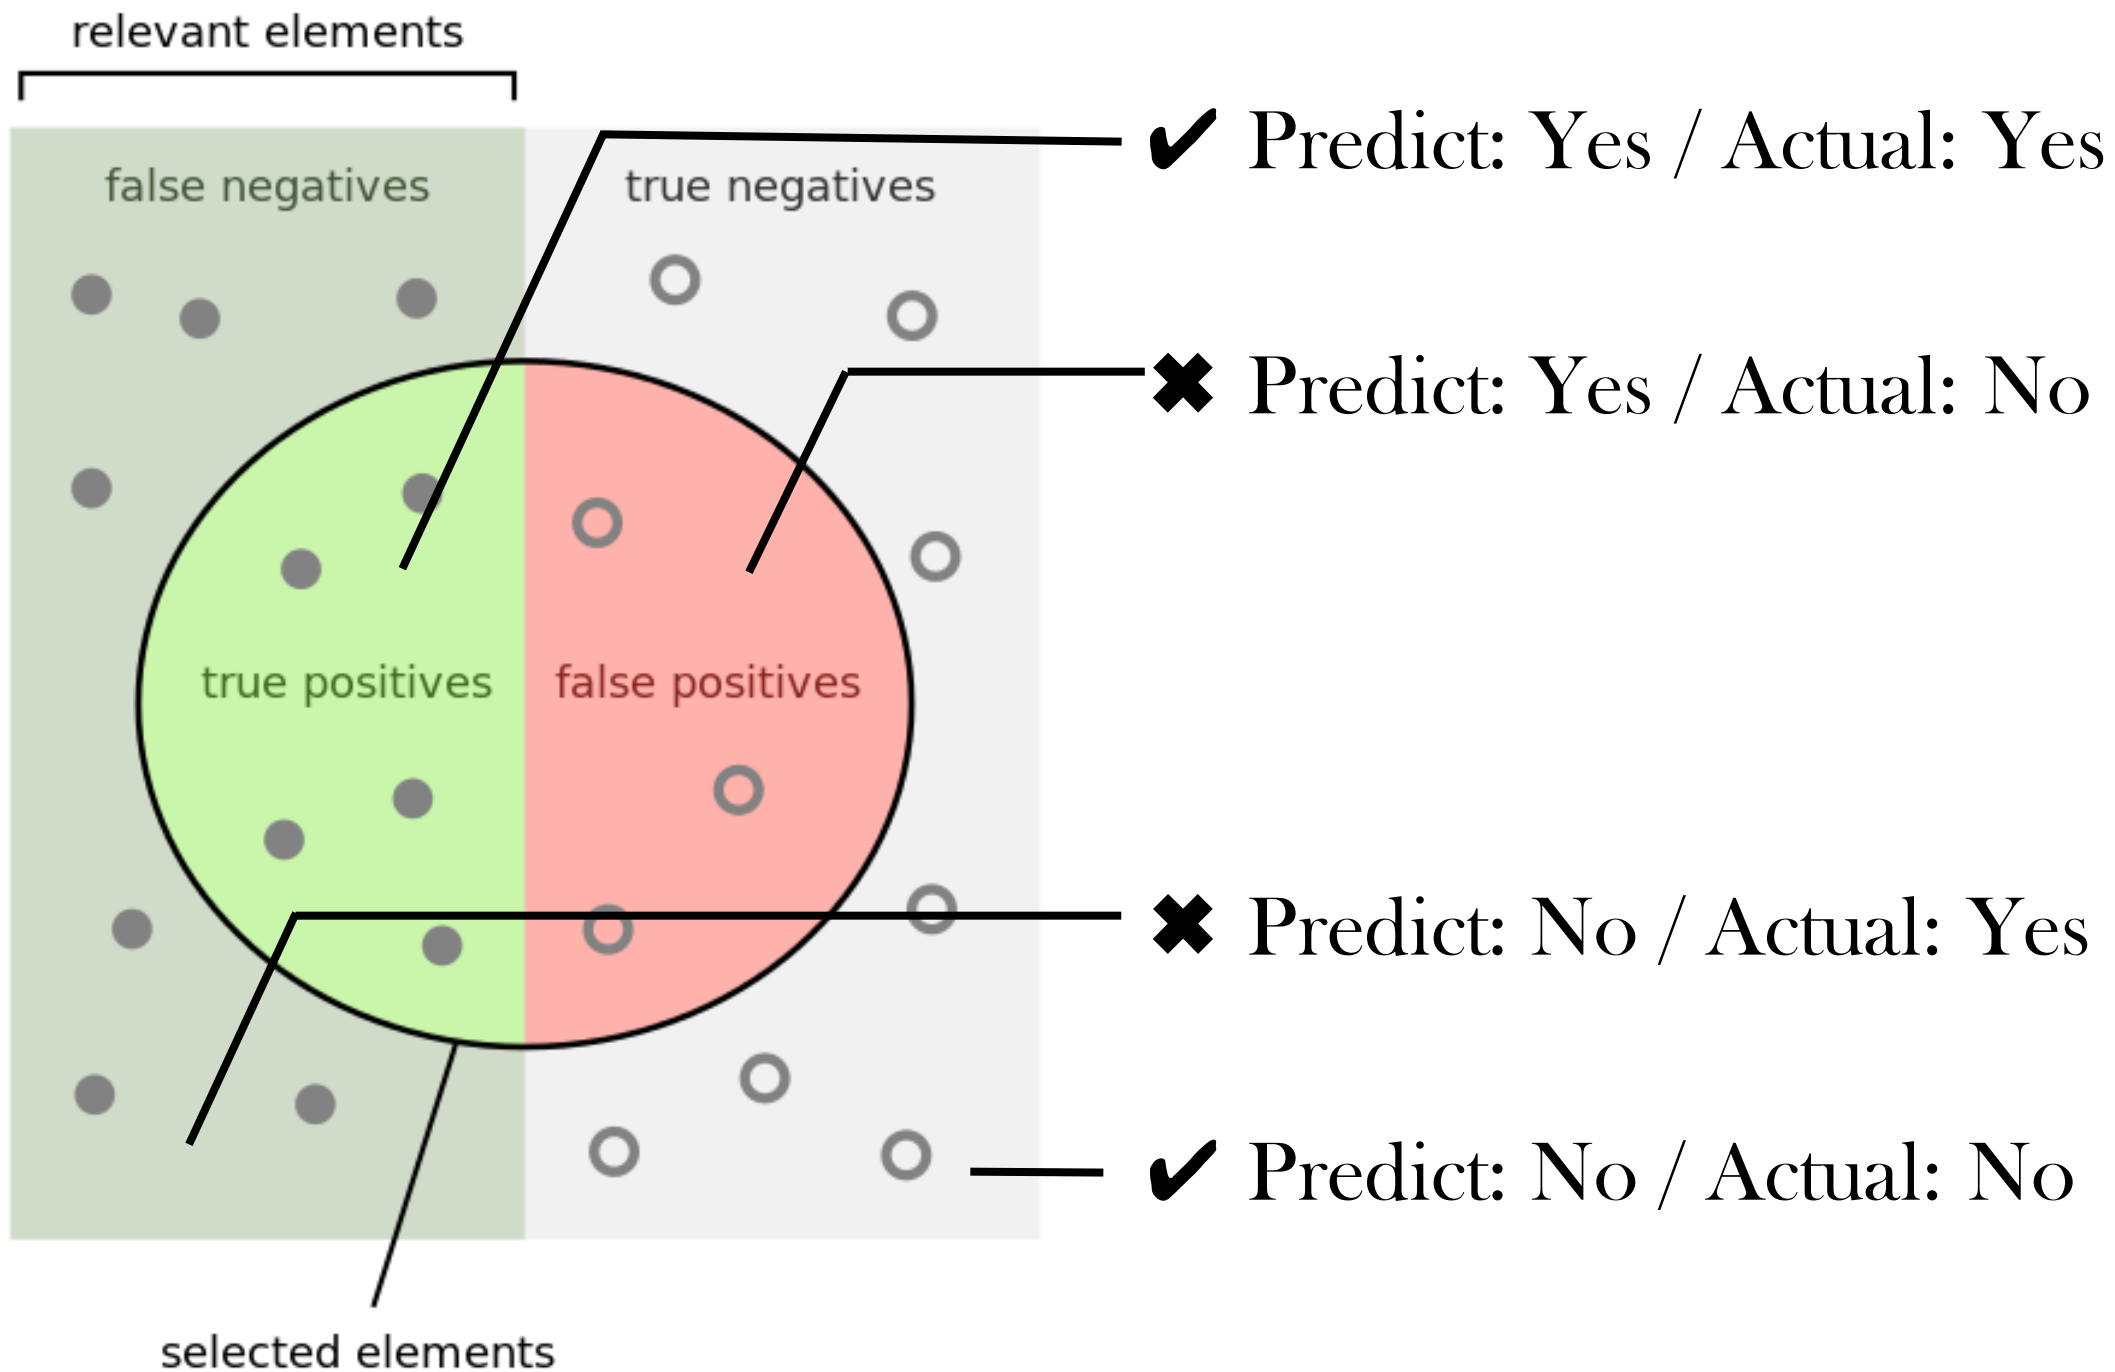 relevant elements
false negatives
true negatives
true positives
false positives
selected elements
✔ Predict: Yes / Actual: Yes
✖ Predict: Yes / Actual: No
✖ Predict: No / Actual: Yes
✔ Predict: No / Actual: No